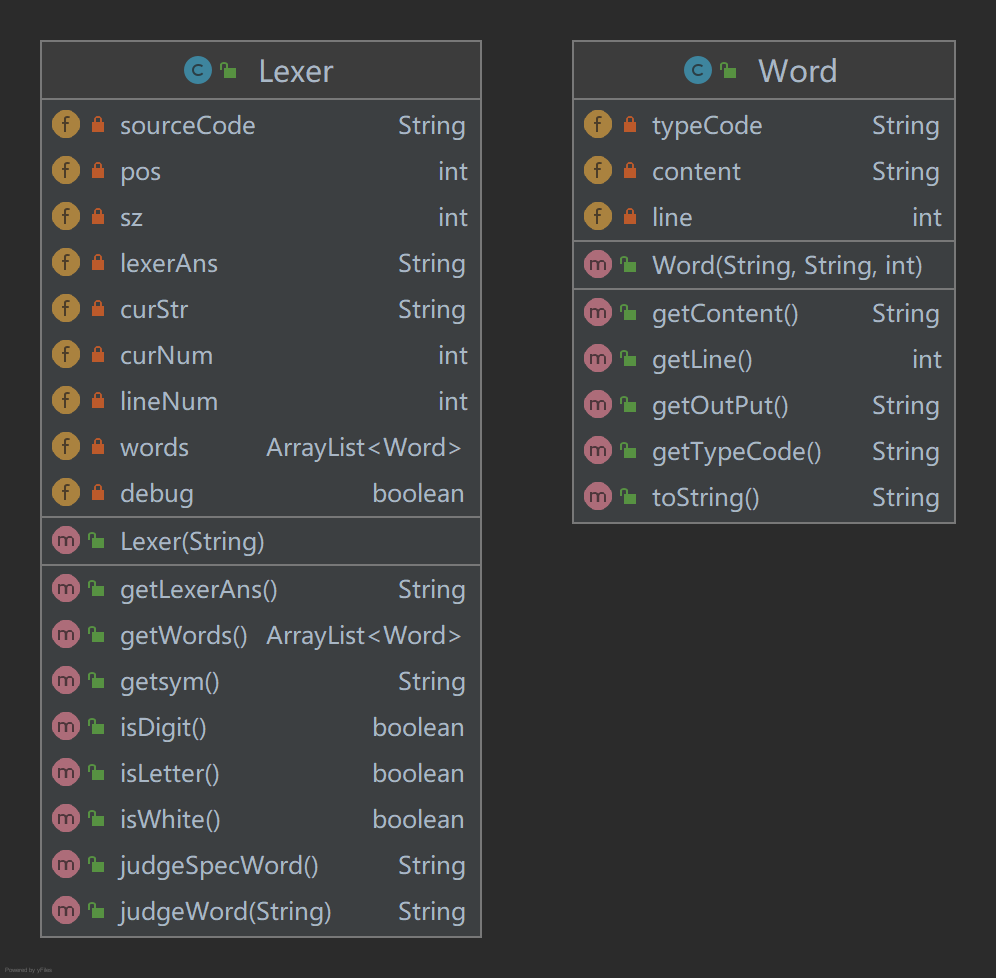 C Lexer
f sourceCode String
f pos int
f sz int
f lexerAns String
f curStr String
f curNum int
f lineNum int
f words ArrayList<Word>
f debug boolean
m Lexer(String)
m getLexerAns() String
m getWords() ArrayList<Word>
m getsym() String
m isDigit() boolean
m isLetter() boolean
m isWhite() boolean
m judgeSpecWord() String
m judgeWord(String) String
C Word
f typeCode String
f content String
f line int
m Word(String, String, int)
m getContent() String
m getLine() int
m getOutPut() String
m getTypeCode() String
m toString() String
Powered by yFiles